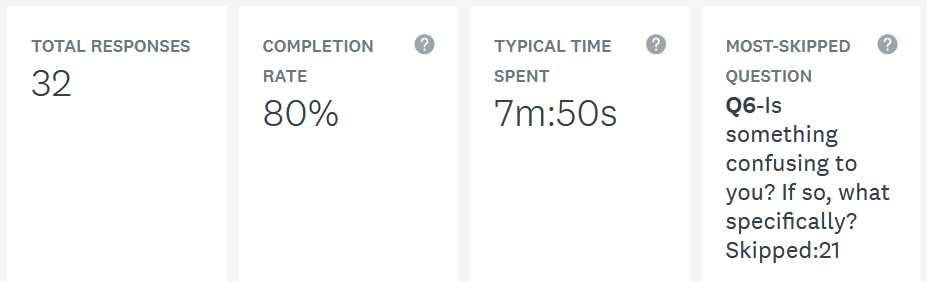 TOTAL RESPONSES
32
COMPLETION
RATE
80%
TYPICAL TIME
SPENT
7m:50s
MOST-SKIPPED
QUESTION
Q6-Is
something
confusing to
you? If so, what
specifically?
Skipped:21